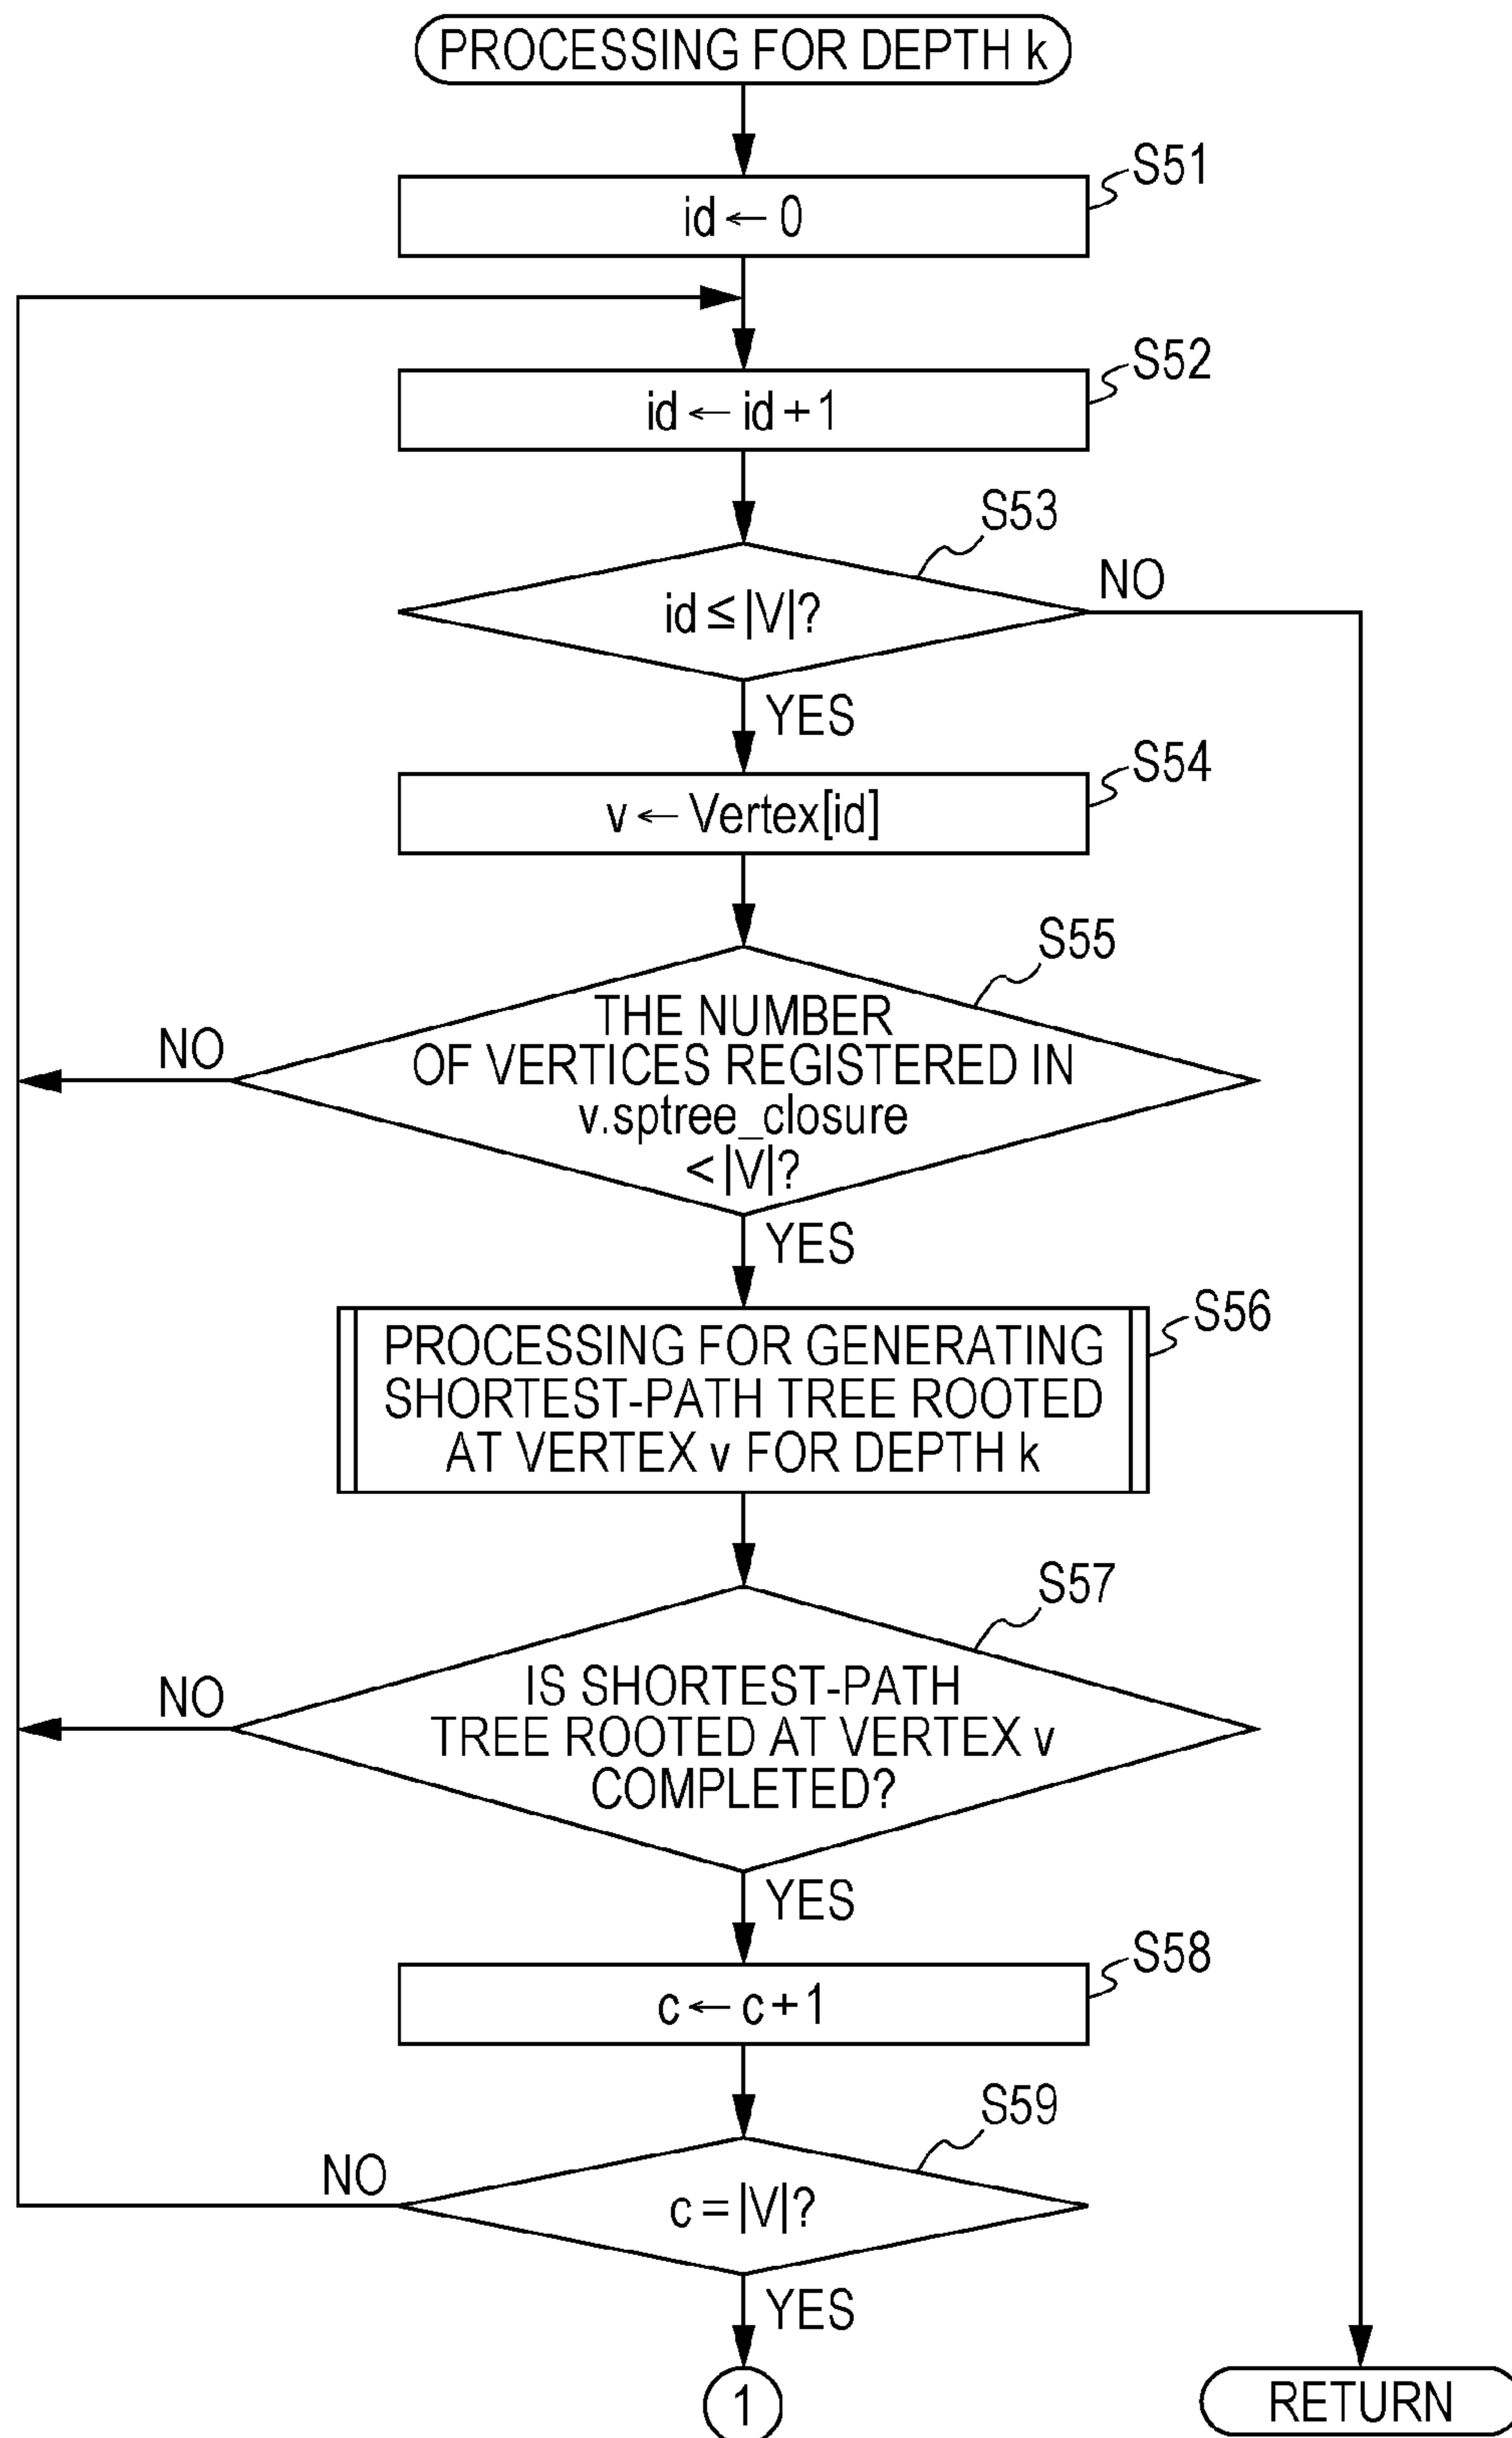 PROCESSING FOR DEPTH k
S51
id ← 0
S52
id ← id + 1
S53
id ≤ |V|?
NO
YES
S54
v ← Vertex[id]
S55
THE NUMBER
OF VERTICES REGISTERED IN
v.sptree_closure
< |V|?
NO
YES
S56
PROCESSING FOR GENERATING
SHORTEST-PATH TREE ROOTED
AT VERTEX v FOR DEPTH k
S57
IS SHORTEST-PATH
TREE ROOTED AT VERTEX v
COMPLETED?
NO
YES
S58
c ← c + 1
S59
c = |V|?
NO
YES
1
RETURN